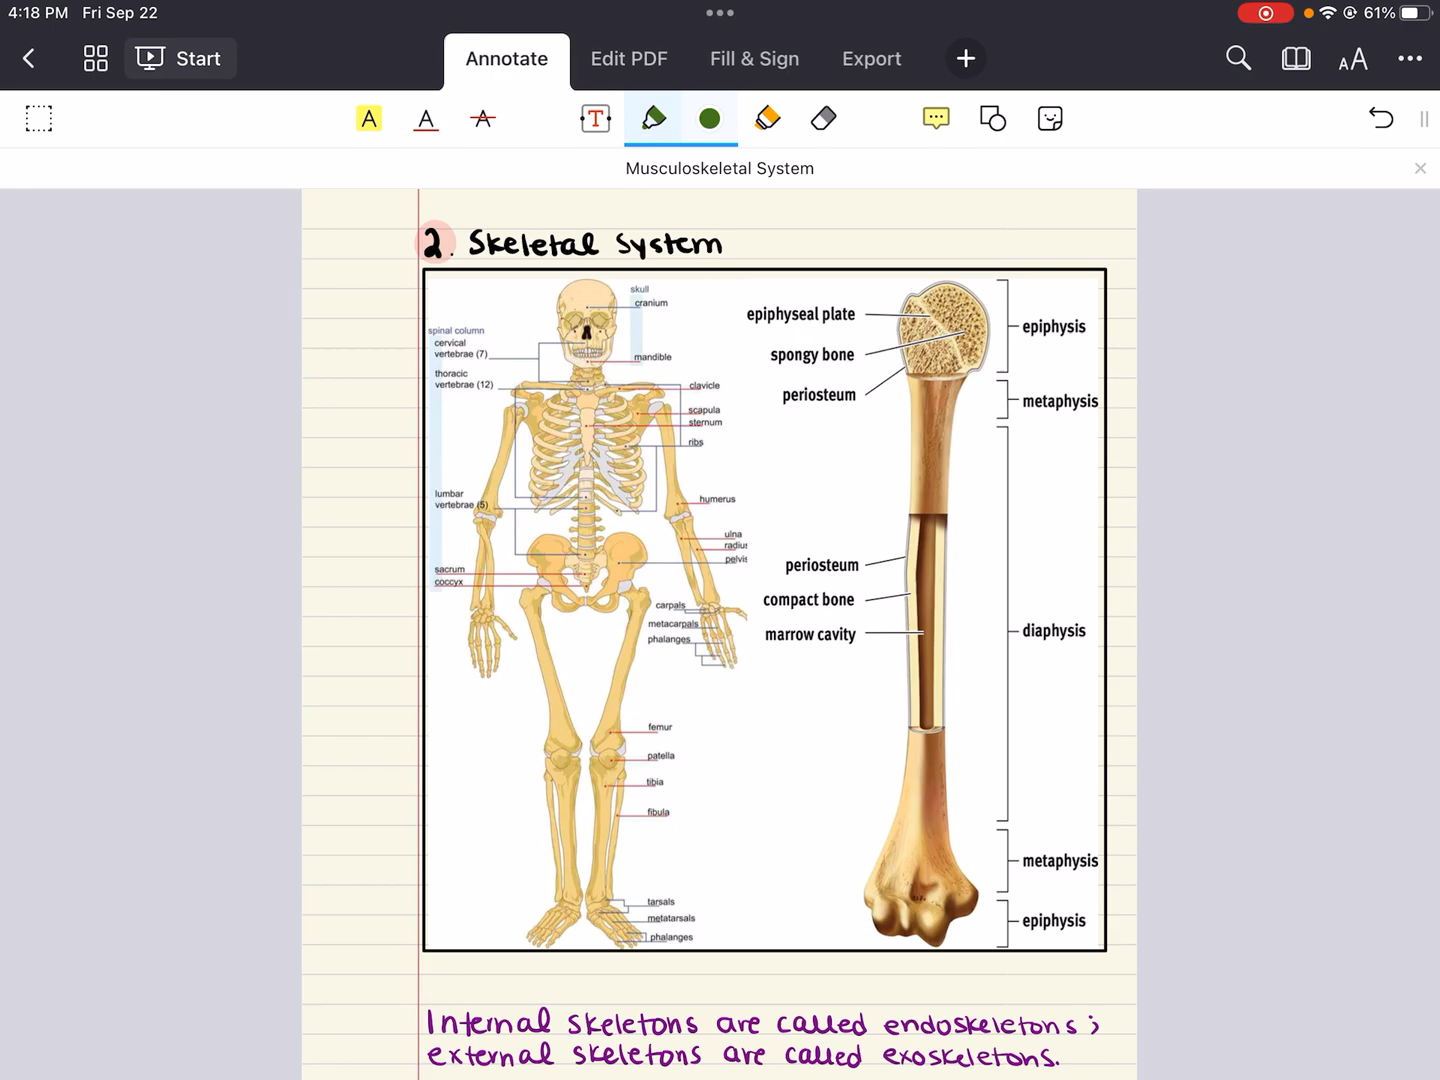 4:18 PM Fri Sep 22
61%
Start
Annotate
Edit PDF
Fill & Sign
Export
AA
A
A
A
T
Musculoskeletal System
2. Skeletal System
skull
cranium
spinal column
cervical
vertebrae (7)
mandible
thoracic
vertebrae (12)
clavicle
scapula
sternum
ribs
lumbar
vertebrae (5)
humerus
ulna
radius
pelvis
sacrum
coccyx
carpals
metacarpals
phalanges
femur
patella
tibia
fibula
tarsals
metatarsals
phalanges
epiphyseal plate
spongy bone
periosteum
periosteum
compact bone
marrow cavity
epiphysis
metaphysis
diaphysis
metaphysis
epiphysis
Internal skeletons are called endoskeletons;
external skeletons are called exoskeletons.